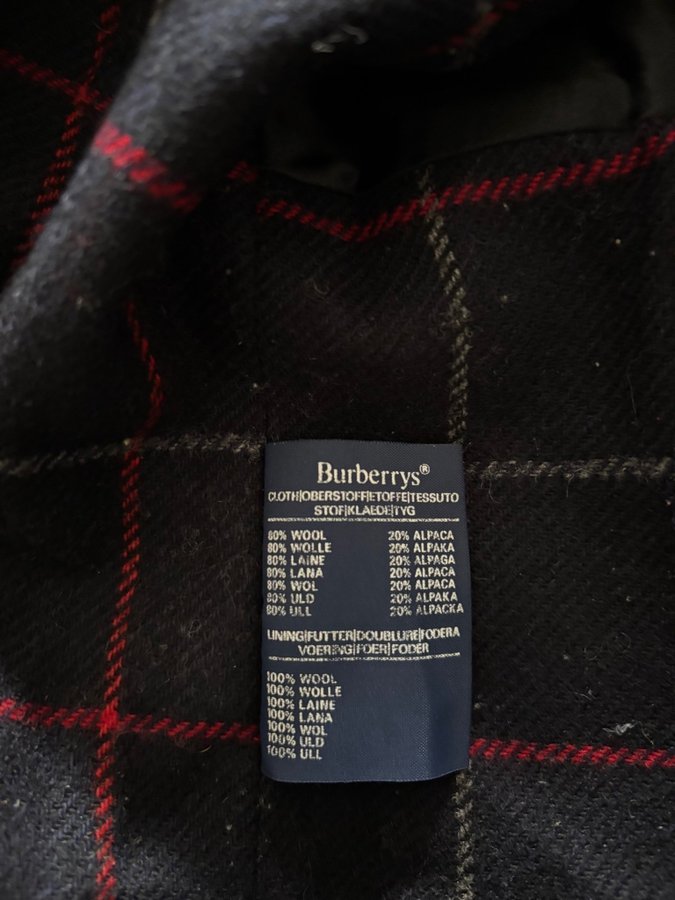 Burberrys®
CLOTH|OBERSTOFF|ETOFFE|TESSUTO
STOF|KLAEDE|TYG
80% WOOL 20% ALPACA
80% WOLLE 20% ALPAKA
80% LAINE 20% ALPAGA
80% LANA 20% ALPACA
80% WOL 20% ALPACA
80% ULD 20% ALPAKA
80% ULL 20% ALPACKA
LINING|FUTTER|DOUBLURE|FODERA
VOERING|FOER|FODER
100% WOOL
100% WOLLE
100% LAINE
100% LANA
100% WOL
100% ULD
100% ULL